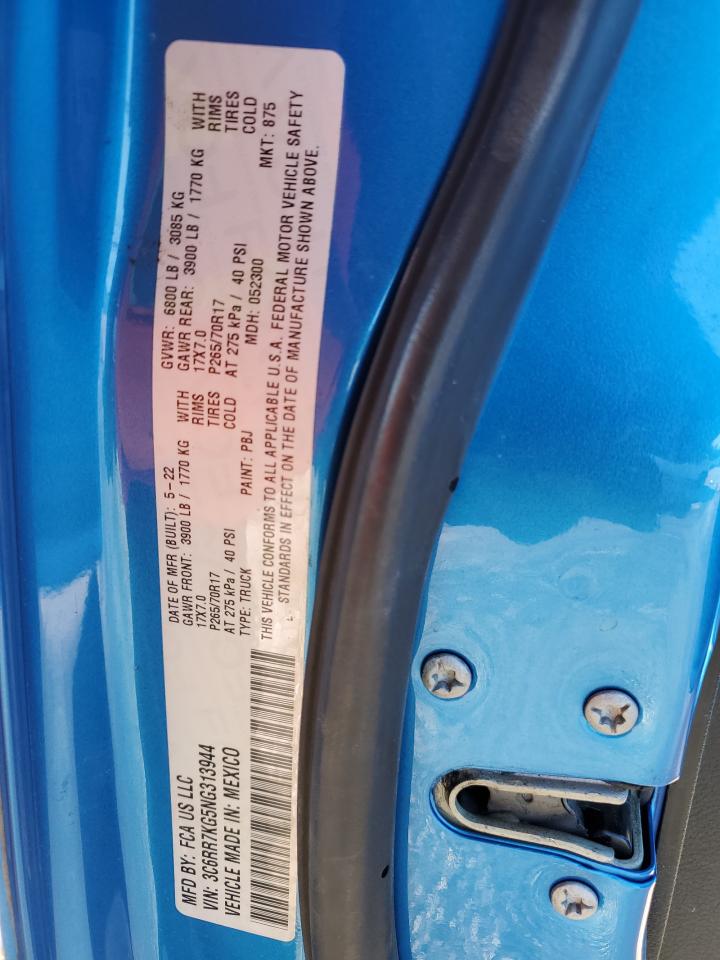 MFD BY: FCA US LLC
DATE OF MFR (BUILT): 5-22
GVWR: 6800 LB / 3085 KG
VIN: 3C6RR7KG5NG313944
GAWR FRONT: 3900 LB / 1770 KG WITH
GAWR REAR: 3900 LB / 1770 KG WITH
17X7.0 RIMS
17X7.0 RIMS
P265/70R17 TIRES
P265/70R17 TIRES
VEHICLE MADE IN: MEXICO
AT 275 kPa / 40 PSI COLD
AT 275 kPa / 40 PSI COLD
TYPE: TRUCK PAINT: PBJ MDH: 052300 MKT: 875
THIS VEHICLE CONFORMS TO ALL APPLICABLE U.S.A. FEDERAL MOTOR VEHICLE SAFETY
STANDARDS IN EFFECT ON THE DATE OF MANUFACTURE SHOWN ABOVE.